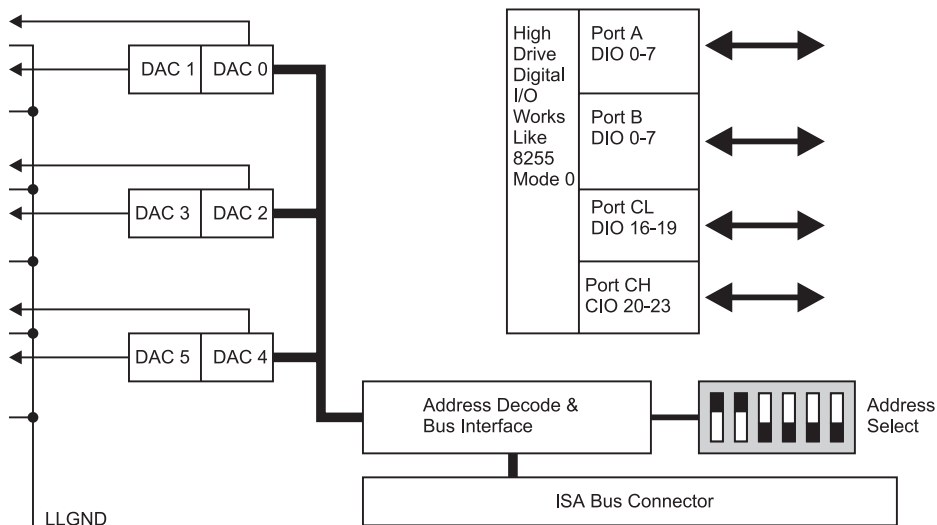 DAC 1
DAC 0
DAC 3
DAC 2
DAC 5
DAC 4
High
Drive
Digital
I/O
Works
Like
8255
Mode 0
Port A
DIO 0-7
Port B
DIO 0-7
Port CL
DIO 16-19
Port CH
CIO 20-23
Address Decode &
Bus Interface
Address
Select
ISA Bus Connector
LLGND